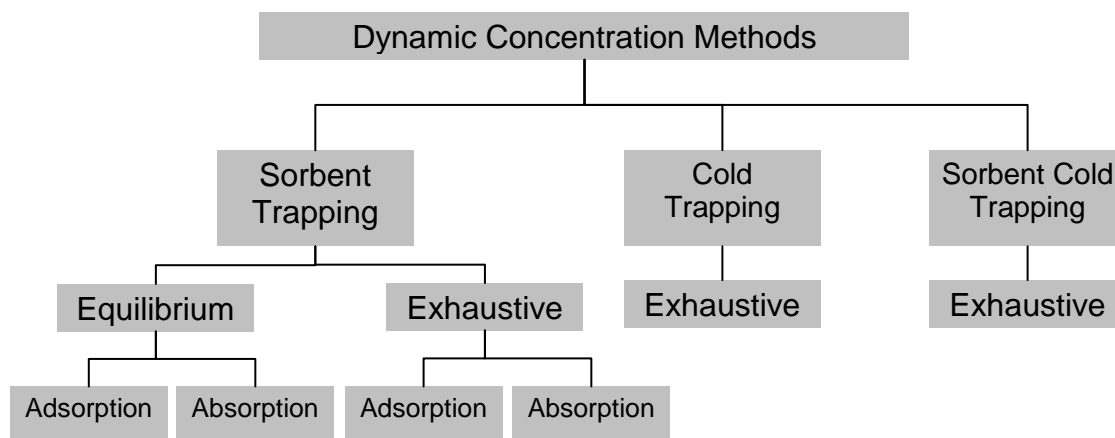 Dynamic Concentration Methods
Sorbent
Trapping
Cold
Trapping
Sorbent Cold
Trapping
Equilibrium
Exhaustive
Exhaustive
Exhaustive
Adsorption
Absorption
Adsorption
Absorption